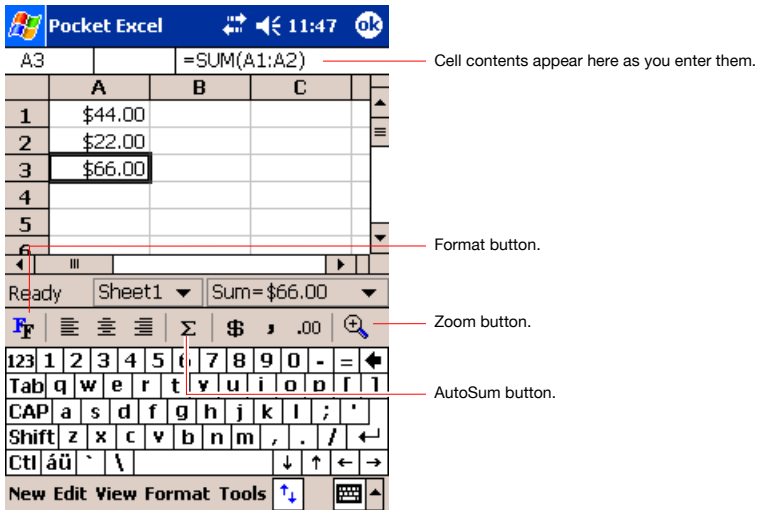 Pocket Excel 11:47 ok
A3 =SUM(A1:A2)
Cell contents appear here as you enter them.
A B C
1 $44.00
2 $22.00
3 $66.00
4
5
6
Format button.
Ready Sheet1 Sum=$66.00
FF Σ $ , .00
Zoom button.
123 1 2 3 4 5 6 7 8 9 0 - =
Tab q w e r t y u i o p [ ]
AutoSum button.
CAP a s d f g h j k l ; '
Shift z x c v b n m , . /
Ctl áü ` \ ↓ ↑ ← →
New Edit View Format Tools